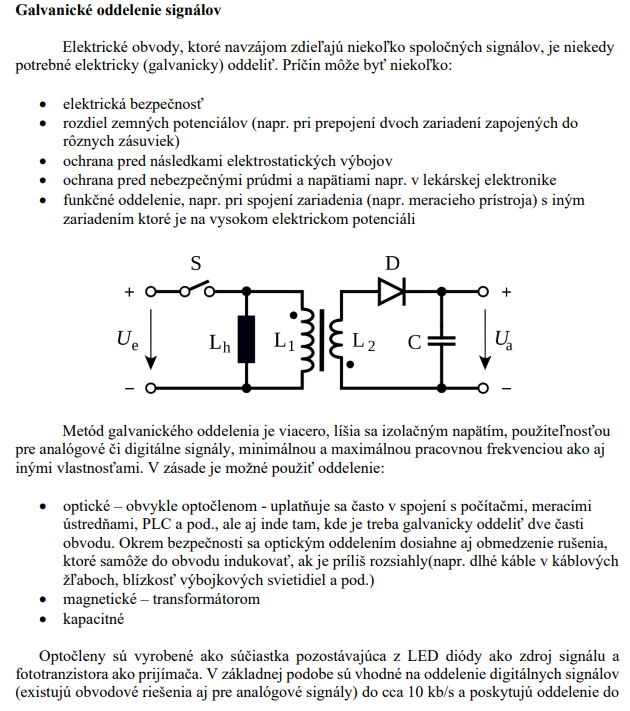 Galvanické oddelenie signálov
Elektrické obvody, ktoré navzájom zdieľajú niekoľko spoločných signálov, je niekedy
potrebné elektricky (galvanicky) oddeliť. Príčin môže byť niekoľko:
• elektrická bezpečnosť
• rozdiel zemných potenciálov (napr. pri prepojení dvoch zariadení zapojených do
rôznych zásuviek)
• ochrana pred následkami elektrostatických výbojov
• ochrana pred nebezpečnými prúdmi a napätiami napr. v lekárskej elektronike
• funkčné oddelenie, napr. pri spojení zariadenia (napr. meracieho prístroja) s iným
zariadením ktoré je na vysokom elektrickom potenciáli
S D
+ +
Ue Lh L1 L2 C Ua
− −
Metód galvanického oddelenia je viacero, líšia sa izolačným napätím, použiteľnosťou
pre analógové či digitálne signály, minimálnou a maximálnou pracovnou frekvenciou ako aj
inými vlastnosťami. V zásade je možné použiť oddelenie:
• optické – obvykle optočlenom - uplatňuje sa často v spojení s počítačmi, meracími
ústredňami, PLC a pod., ale aj inde tam, kde je treba galvanicky oddeliť dve časti
obvodu. Okrem bezpečnosti sa optickým oddelením dosiahne aj obmedzenie rušenia,
ktoré samôže do obvodu indukovať, ak je príliš rozsiahly(napr. dlhé káble v káblových
žľaboch, blízkosť výbojkových svietidiel a pod.)
• magnetické – transformátorom
• kapacitné
Optočleny sú vyrobené ako súčiastka pozostávajúca z LED diódy ako zdroj signálu a
fototranzistora ako prijímača. V základnej podobe sú vhodné na oddelenie digitálnych signálov
(existujú obvodové riešenia aj pre analógové signály) do cca 10 kb/s a poskytujú oddelenie do